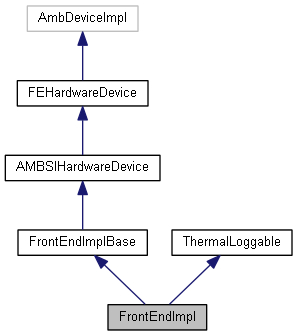 AmbDeviceImpl
FEHardwareDevice
AMBSIHardwareDevice
FrontEndImplBase
ThermalLoggable
FrontEndImpl